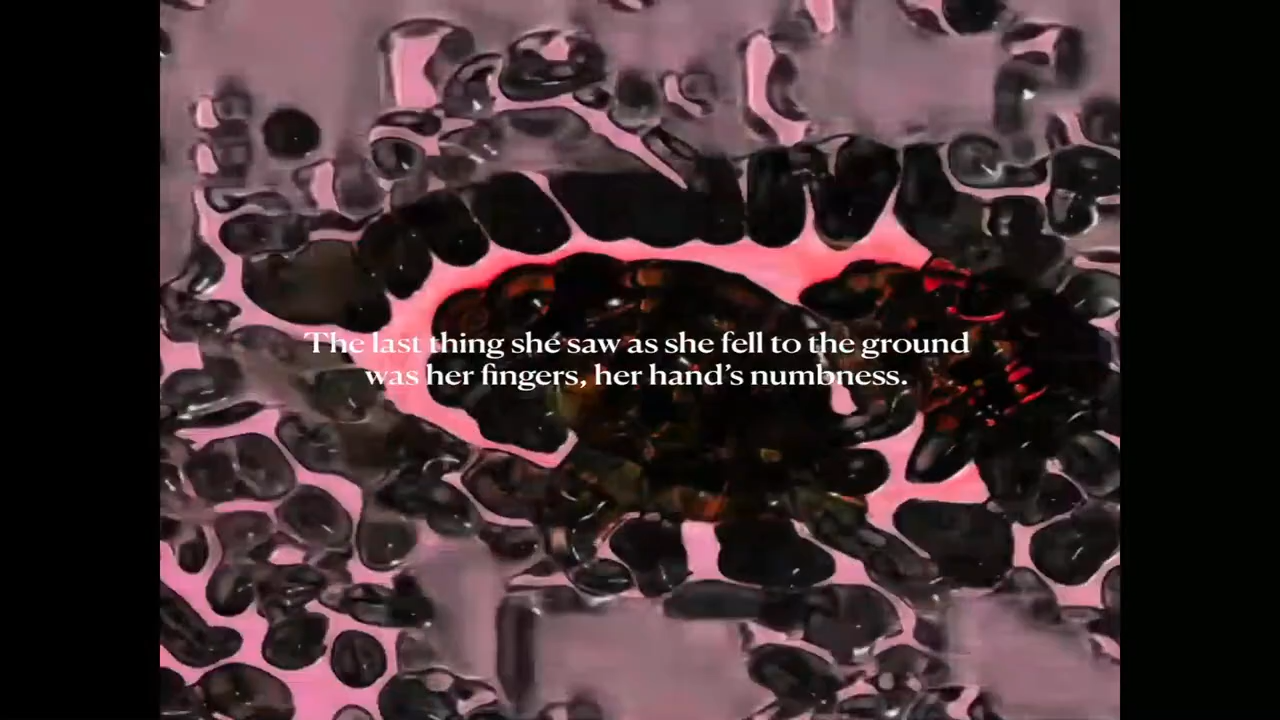 The last thing she saw as she fell to the ground
was her fingers, her hand’s numbness.